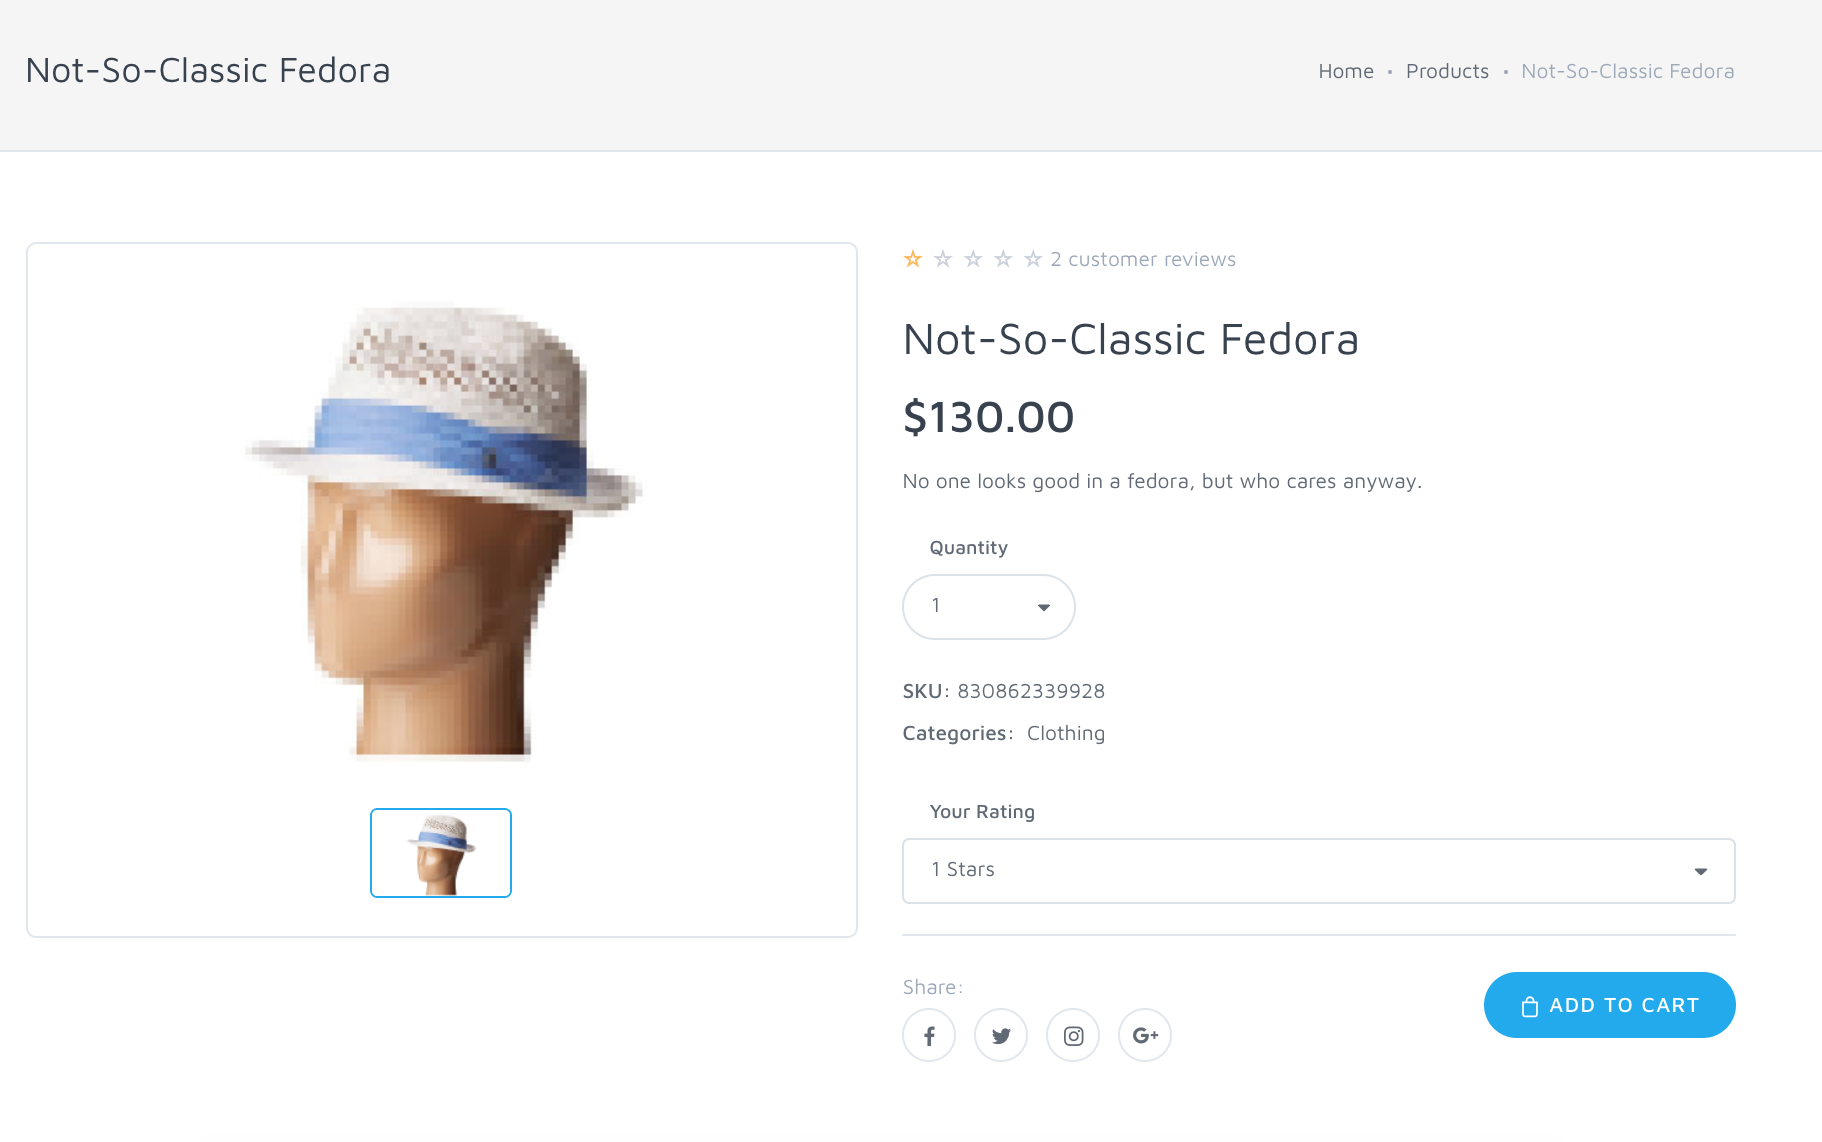 Not-So-Classic Fedora
Home • Products • Not-So-Classic Fedora
2 customer reviews
Not-So-Classic Fedora
$130.00
No one looks good in a fedora, but who cares anyway.
Quantity
1
SKU: 830862339928
Categories: Clothing
Your Rating
1 Stars
Share:
G+
ADD TO CART